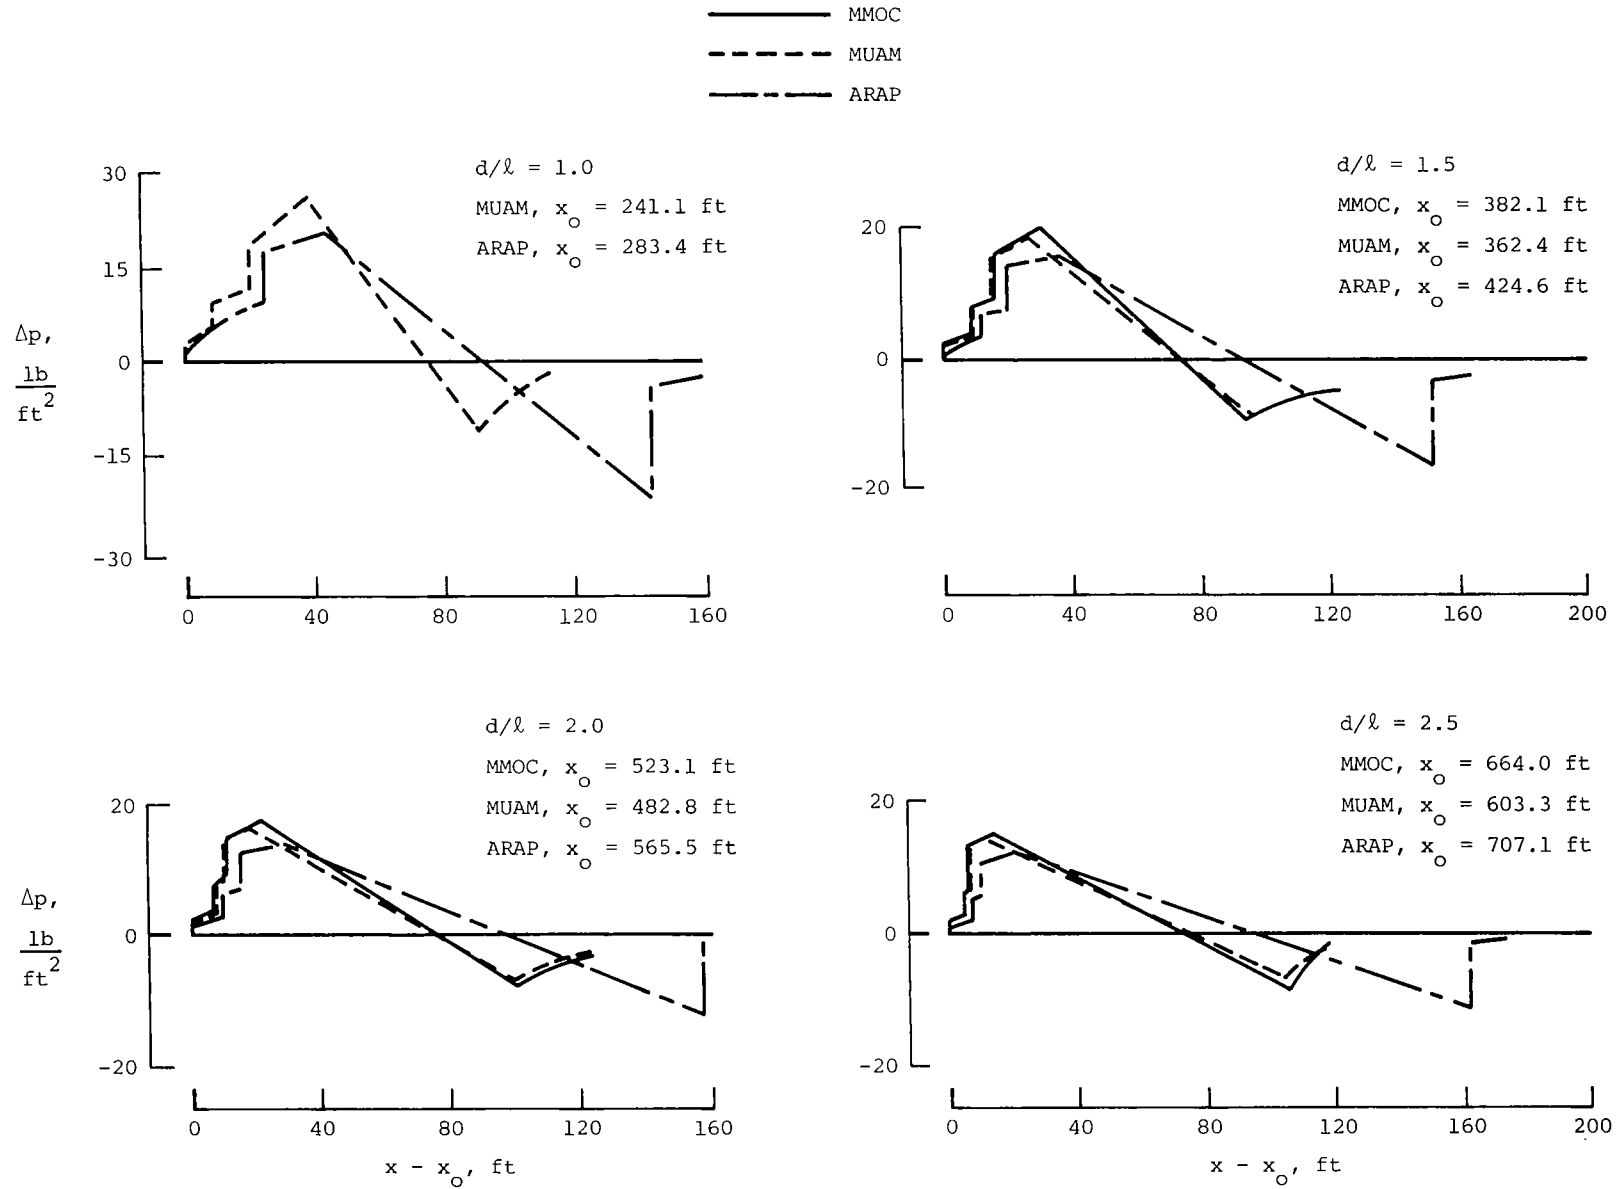 MMOC
MUAM
ARAP
d/ℓ = 1.0
MUAM, x_o = 241.1 ft
ARAP, x_o = 283.4 ft
30
15
0
-15
-30
Δp,
lb
ft^2
0 40 80 120 160
d/ℓ = 1.5
MMOC, x_o = 382.1 ft
MUAM, x_o = 362.4 ft
ARAP, x_o = 424.6 ft
20
0
-20
0 40 80 120 160 200
d/ℓ = 2.0
MMOC, x_o = 523.1 ft
MUAM, x_o = 482.8 ft
ARAP, x_o = 565.5 ft
20
0
-20
Δp,
lb
ft^2
0 40 80 120 160
x - x_o, ft
d/ℓ = 2.5
MMOC, x_o = 664.0 ft
MUAM, x_o = 603.3 ft
ARAP, x_o = 707.1 ft
20
0
-20
0 40 80 120 160 200
x - x_o, ft